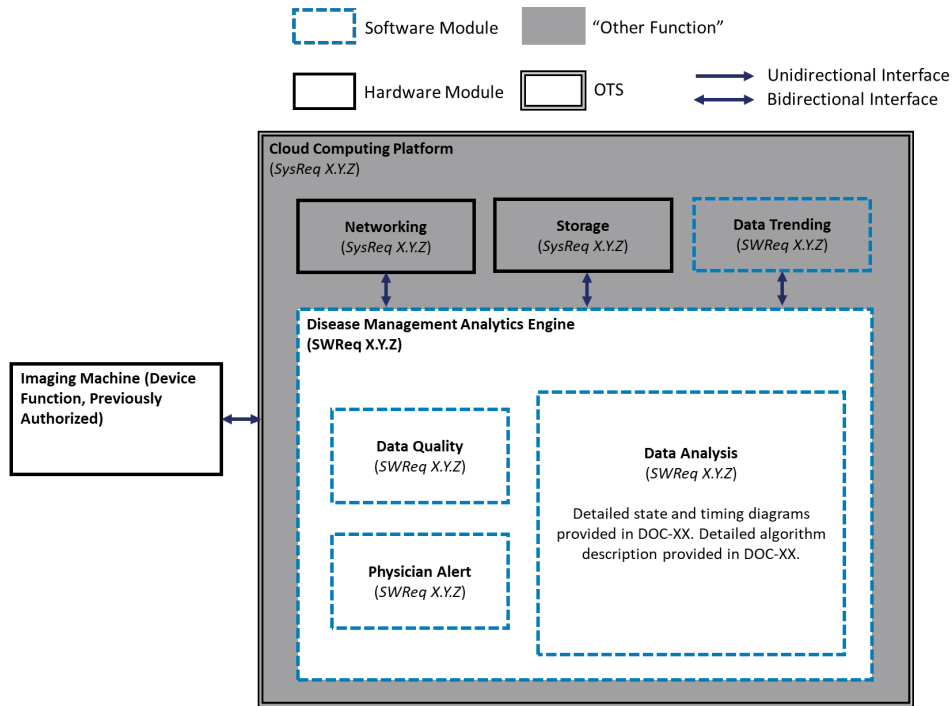 Software Module
“Other Function”
Hardware Module
OTS
Unidirectional Interface
Bidirectional Interface
Cloud Computing Platform
(SysReq X.Y.Z)
Networking
(SysReq X.Y.Z)
Storage
(SysReq X.Y.Z)
Data Trending
(SWReq X.Y.Z)
Disease Management Analytics Engine
(SWReq X.Y.Z)
Imaging Machine (Device
Function, Previously
Authorized)
Data Quality
(SWReq X.Y.Z)
Physician Alert
(SWReq X.Y.Z)
Data Analysis
(SWReq X.Y.Z)
Detailed state and timing diagrams
provided in DOC-XX. Detailed algorithm
description provided in DOC-XX.